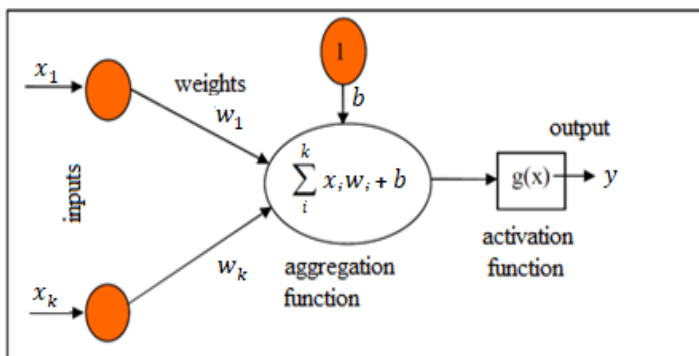 x₁
weights
w₁
1
b
output
inputs
k
∑ xᵢwᵢ + b
i
g(x)
y
activation
function
wₖ
aggregation
function
xₖ